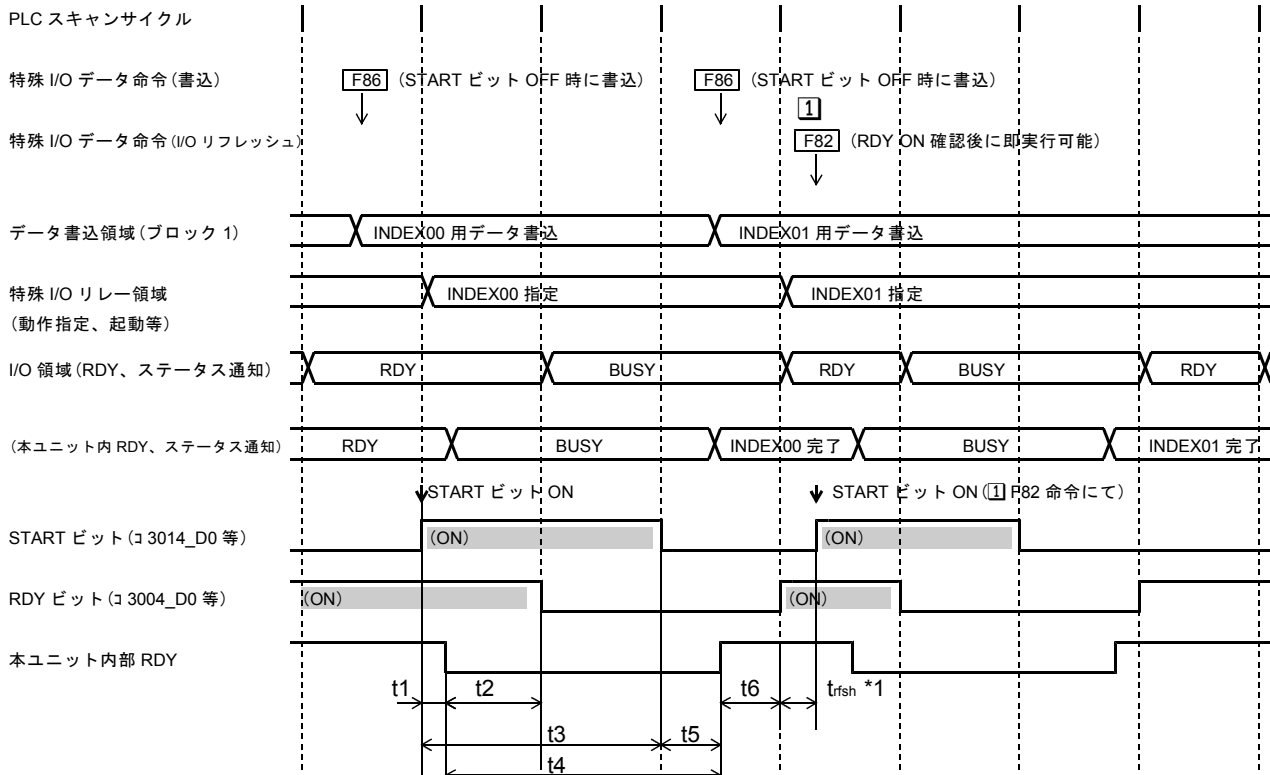 PLC スキャンサイクル
特殊 I/O データ命令(書込)
F86 (START ビット OFF 時に書込)
F86 (START ビット OFF 時に書込)
1
特殊 I/O データ命令(I/O リフレッシュ)
F82 (RDY ON 確認後に即実行可能)
データ書込領域(ブロック 1)
INDEX00 用データ書込
INDEX01 用データ書込
特殊 I/O リレー領域
(動作指定、起動等)
INDEX00 指定
INDEX01 指定
I/O 領域(RDY、ステータス通知)
RDY
BUSY
RDY
BUSY
RDY
(本ユニット内 RDY、ステータス通知)
RDY
BUSY
INDEX00 完了
BUSY
INDEX01 完了
START ビット ON
START ビット ON(1 F82 命令にて)
START ビット(コ 3014_D0 等)
(ON)
(ON)
RDY ビット(コ 3004_D0 等)
(ON)
(ON)
本ユニット内部 RDY
t1
t2
t6
trfsh *1
t3
t5
t4